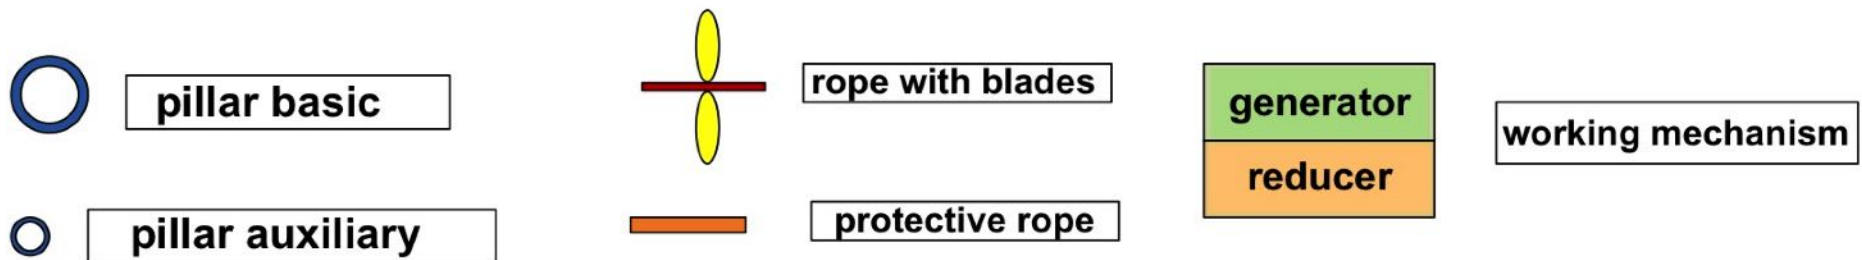 pillar basic
pillar auxiliary
rope with blades
protective rope
generator
reducer
working mechanism